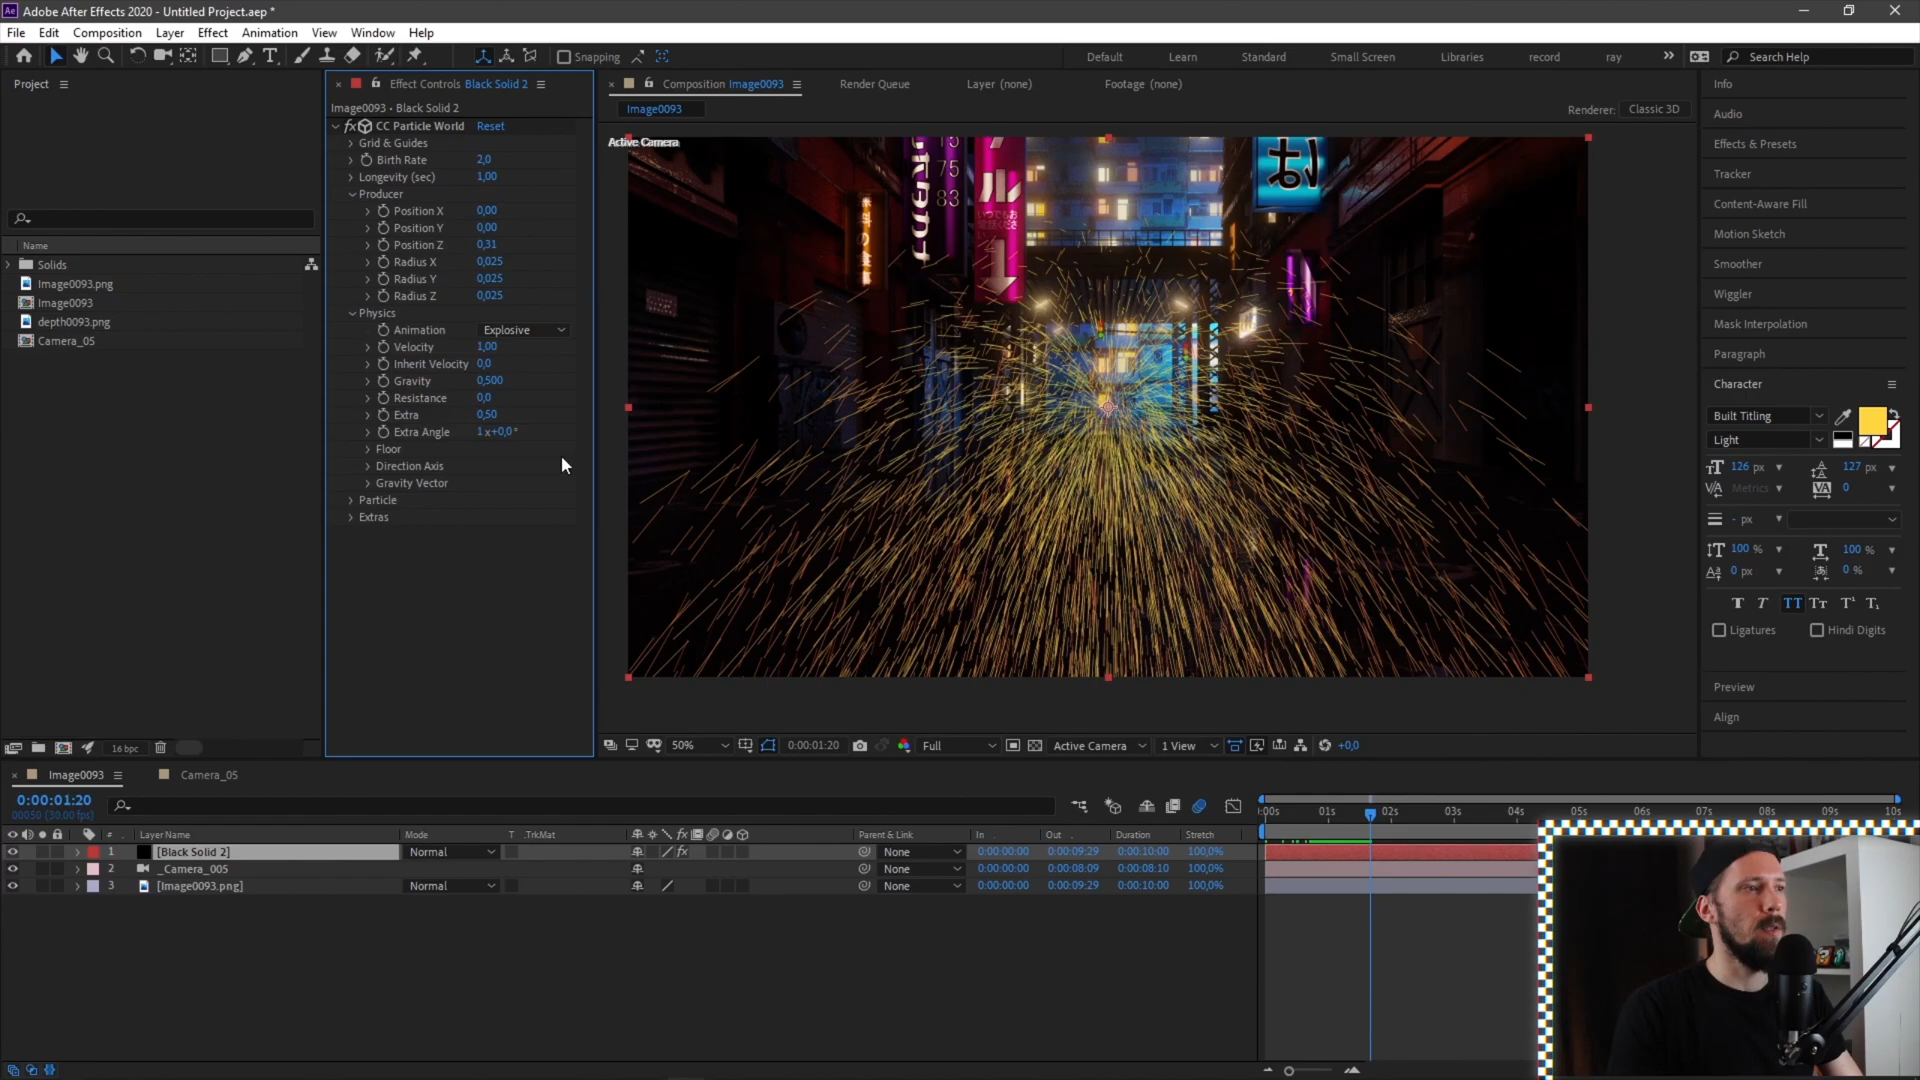 Ae Adobe After Effects 2020 - Untitled Project.aep *
File Edit Composition Layer Effect Animation View Window Help
Snapping Default Learn Standard Small Screen Libraries record ray Search Help
Project
Name
Solids
Image0093.png
Image0093
depth0093.png
Camera_05
16 bpc
Effect Controls Black Solid 2
Image0093 • Black Solid 2
fx CC Particle World Reset
Grid & Guides
Birth Rate 2,0
Longevity (sec) 1,00
Producer
Position X 0,00
Position Y 0,00
Position Z 0,31
Radius X 0,025
Radius Y 0,025
Radius Z 0,025
Physics
Animation Explosive
Velocity 1,00
Inherit Velocity 0,0
Gravity 0,500
Resistance 0,0
Extra 0,50
Extra Angle 1x+0,0°
Floor
Direction Axis
Gravity Vector
Particle
Extras
Composition Image0093 Render Queue Layer (none) Footage (none)
Image0093 Renderer: Classic 3D
Active Camera
75
83
お
50% 0:00:01:20 Full Active Camera 1 View +0,0
Info
Audio
Effects & Presets
Tracker
Content-Aware Fill
Motion Sketch
Smoother
Wiggler
Mask Interpolation
Paragraph
Character
Built Titling
Light
126 px 127 px
Metrics 0
- px
100 % 100 %
0 px 0 %
T T TT Tt T¹ T₁
Ligatures Hindi Digits
Preview
Align
Image0093 Camera_05
0:00:01:20
00050 (30.00 fps)
:00s 01s 02s 03s 04s 05s 06s 07s 08s 09s 10s
# Layer Name Mode T .TrkMat fx Parent & Link In Out Duration Stretch
1 [Black Solid 2] Normal fx None 0:00:00:00 0:00:09:29 0:00:10:00 100,0%
2 _Camera_005 None 0:00:00:00 0:00:08:09 0:00:08:10 100,0%
3 [Image0093.png] Normal None 0:00:00:00 0:00:09:29 0:00:10:00 100,0%